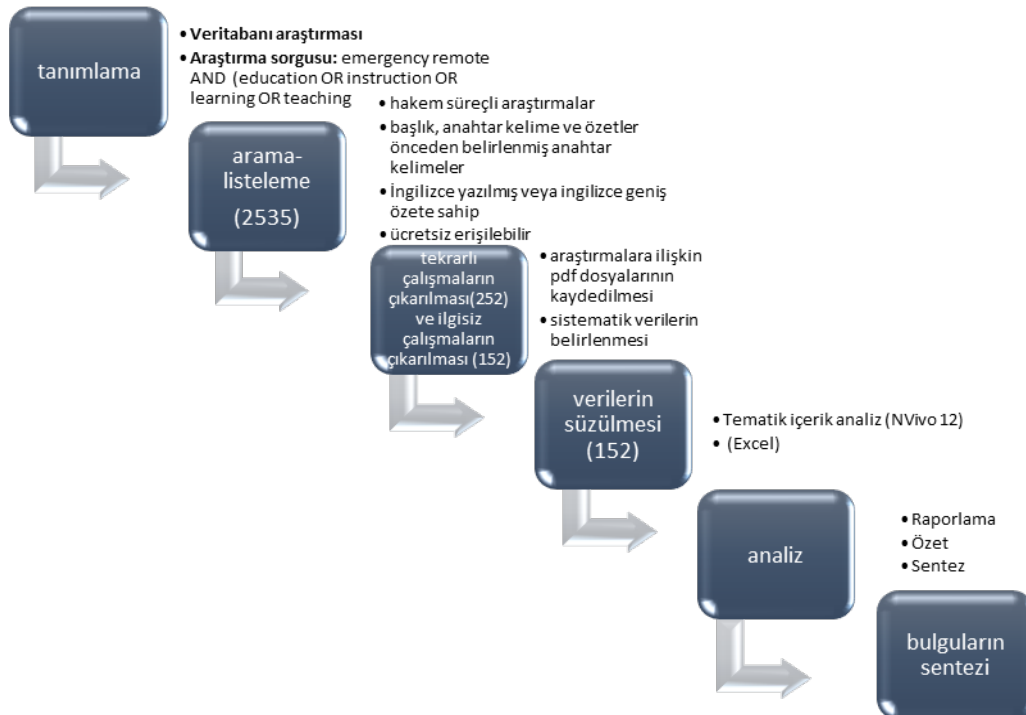 tanımlama
• Veritabanı araştırması
• Araştırma sorgusu: emergency remote
AND (education OR instruction OR
learning OR teaching
arama-
listeleme
(2535)
• hakem süreçli araştırmalar
• başlık, anahtar kelime ve özetler
önceden belirlenmiş anahtar
kelimeler
• İngilizce yazılmış veya ingilizce geniş
özete sahip
• ücretsiz erişilebilir
tekrarlı
çalışmaların
çıkarılması(252)
ve ilgisiz
çalışmaların
çıkarılması (152)
• araştırmalara ilişkin
pdf dosyalarının
kaydedilmesi
• sistematik verilerin
belirlenmesi
verilerin
süzülmesi
(152)
• Tematik içerik analiz (NVivo 12)
• (Excel)
analiz
• Raporlama
• Özet
• Sentez
bulguların
sentezi